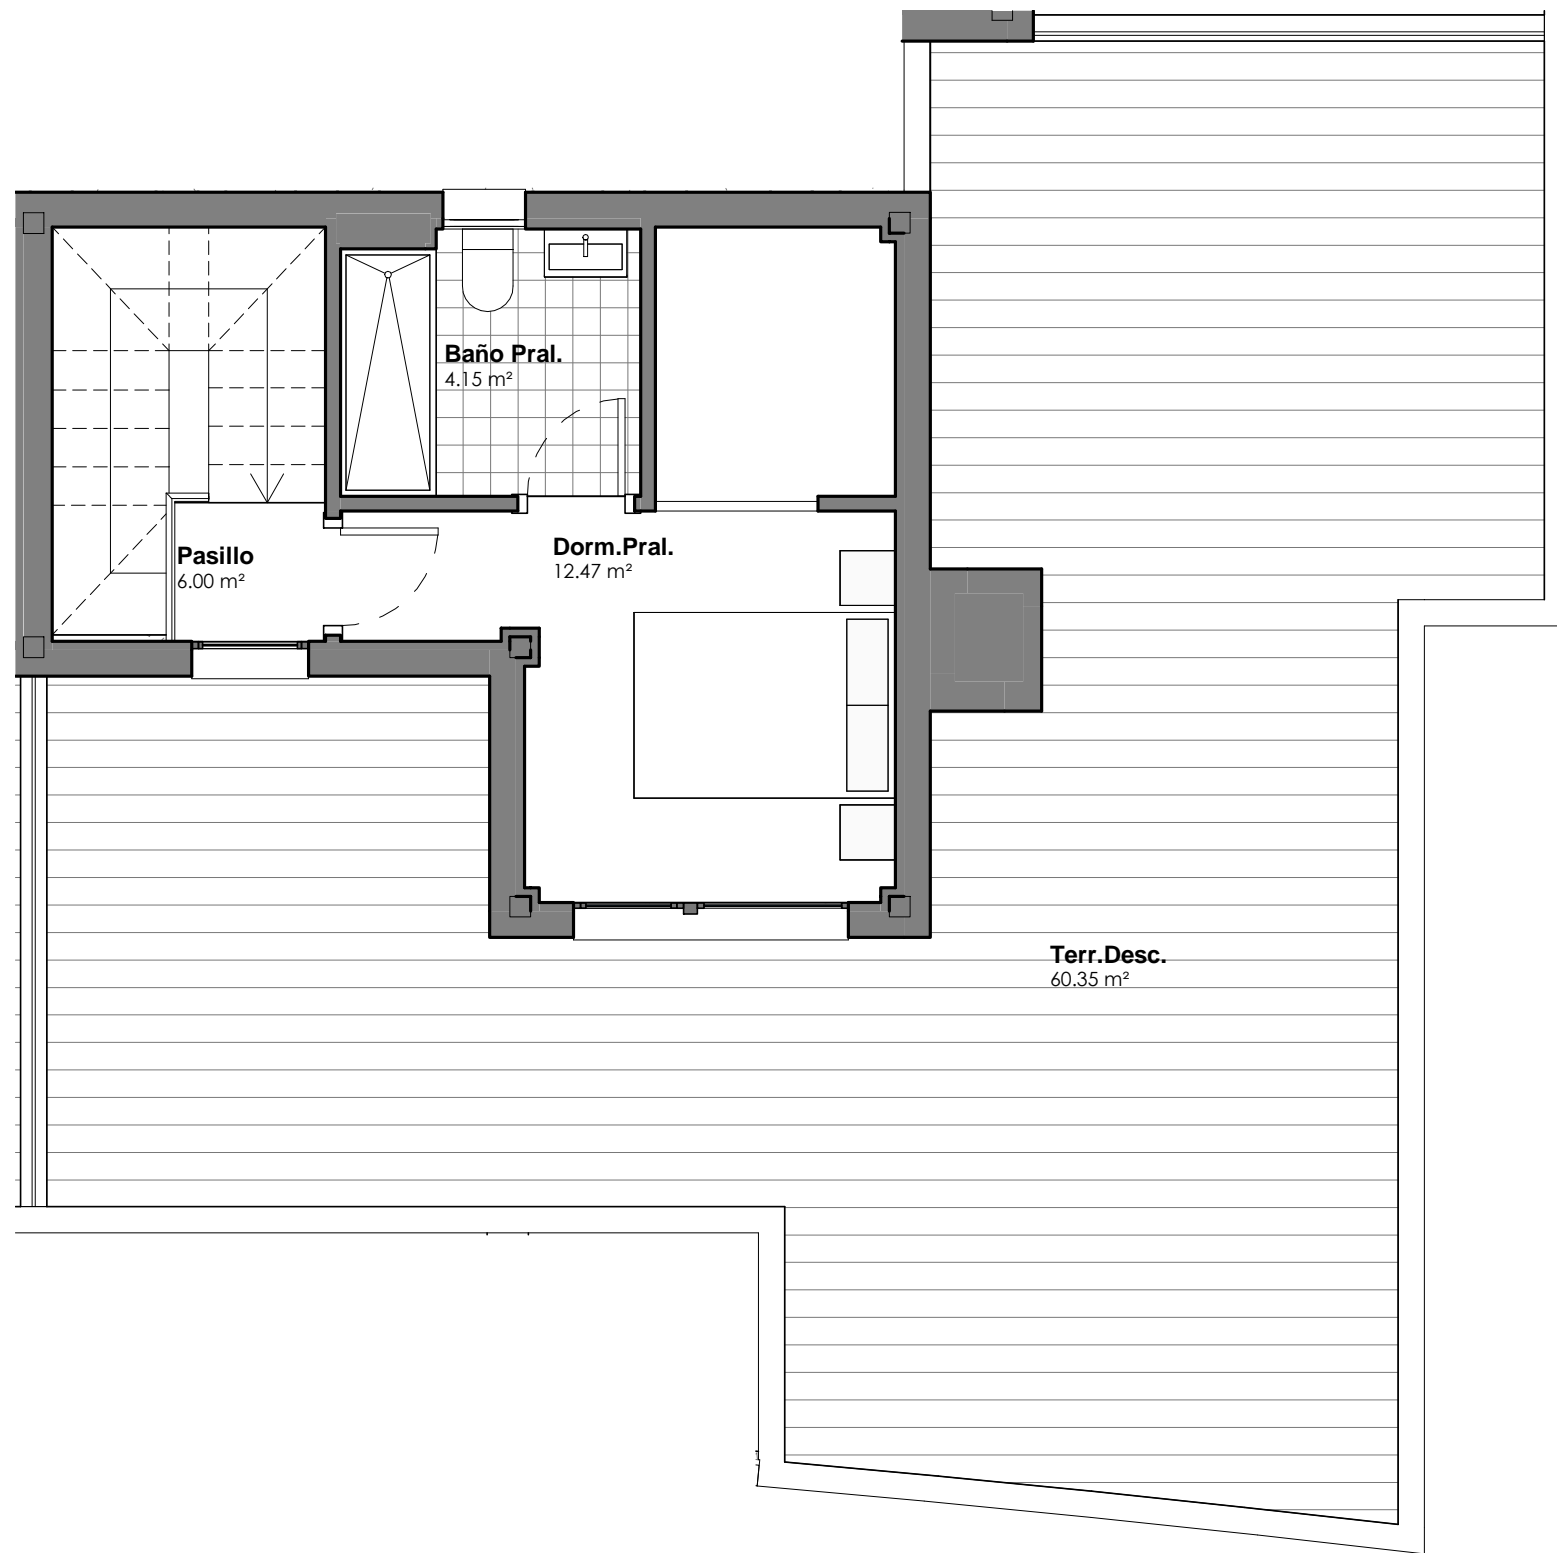 Baño Pral.
4.15 m²
Pasillo
6.00 m²
Dorm.Pral.
12.47 m²
Terr.Desc.
60.35 m²